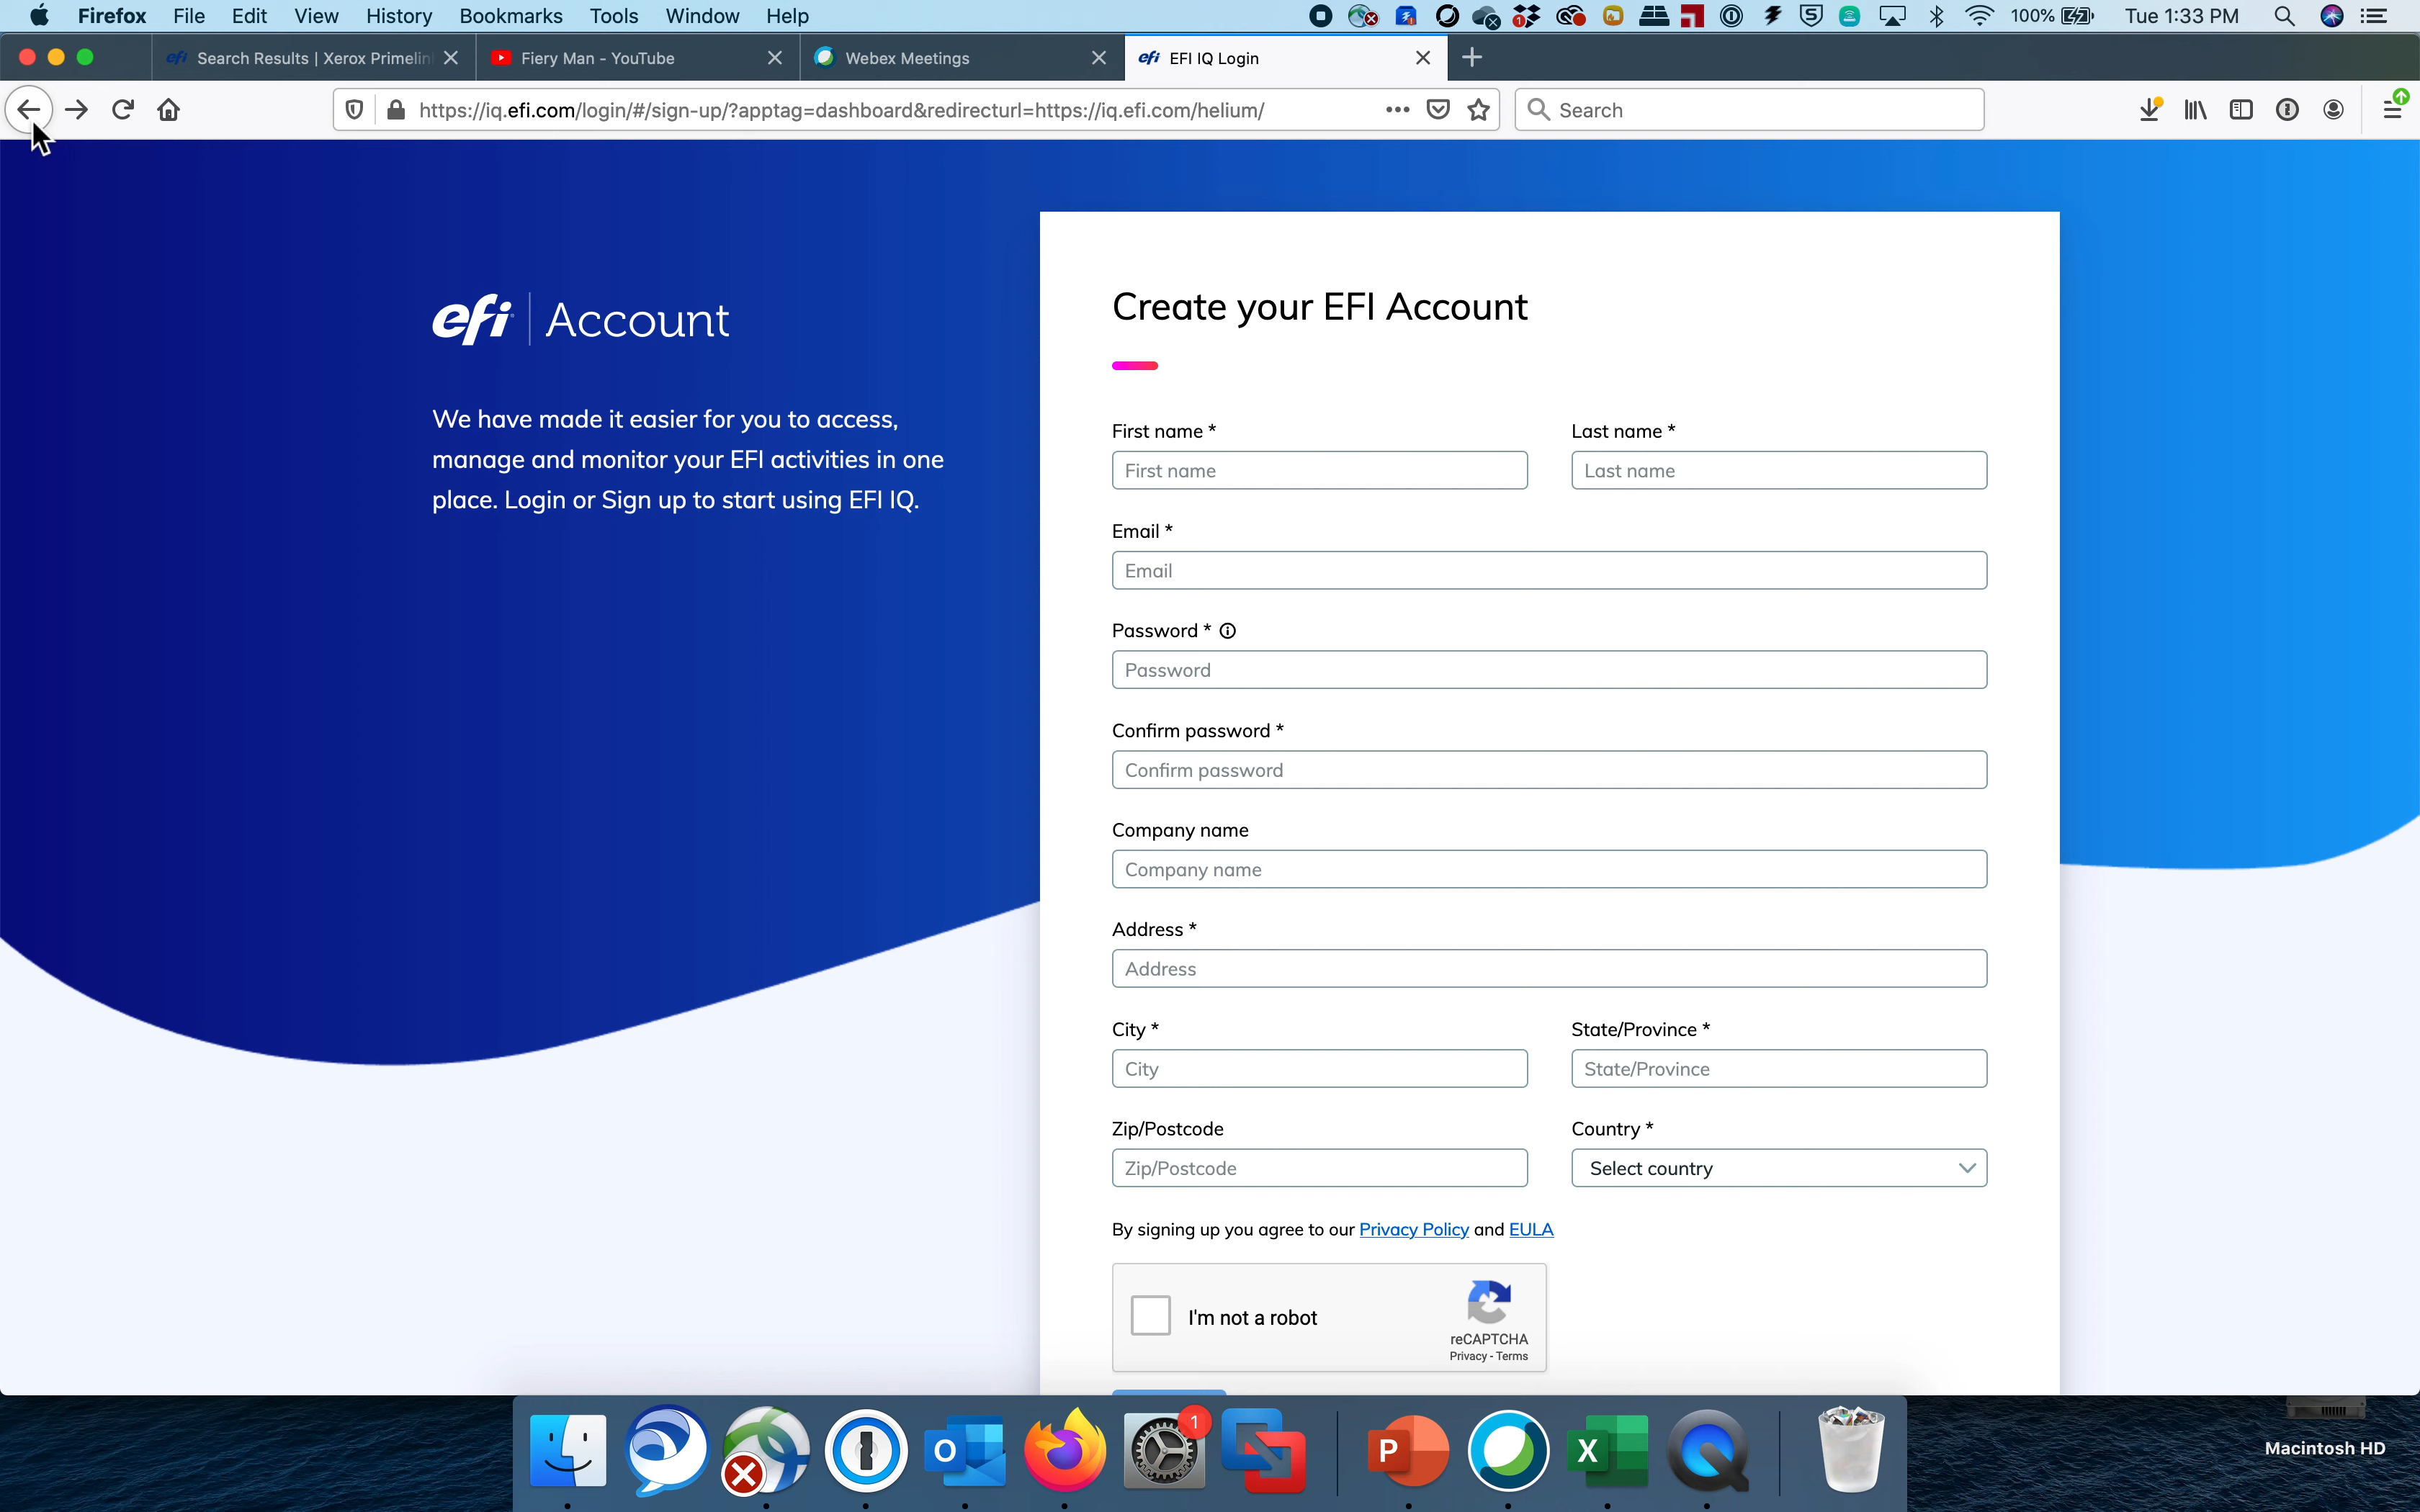 Firefox File Edit View History Bookmarks Tools Window Help 1 100% Tue 1:33 PM
efi Search Results | Xerox Primelin Fiery Man - YouTube Webex Meetings efi EFI IQ Login
https://iq.efi.com/login/#/sign-up/?apptag=dashboard&redirecturl=https://iq.efi.com/helium/ Search
efi Account
We have made it easier for you to access,
manage and monitor your EFI activities in one
place. Login or Sign up to start using EFI IQ.
Create your EFI Account
First name * Last name *
First name Last name
Email *
Email
Password *
Password
Confirm password *
Confirm password
Company name
Company name
Address *
Address
City * State/Province *
City State/Province
Zip/Postcode Country *
Zip/Postcode Select country
By signing up you agree to our Privacy Policy and EULA
I'm not a robot
reCAPTCHA
Privacy - Terms
1
O P X
Macintosh HD